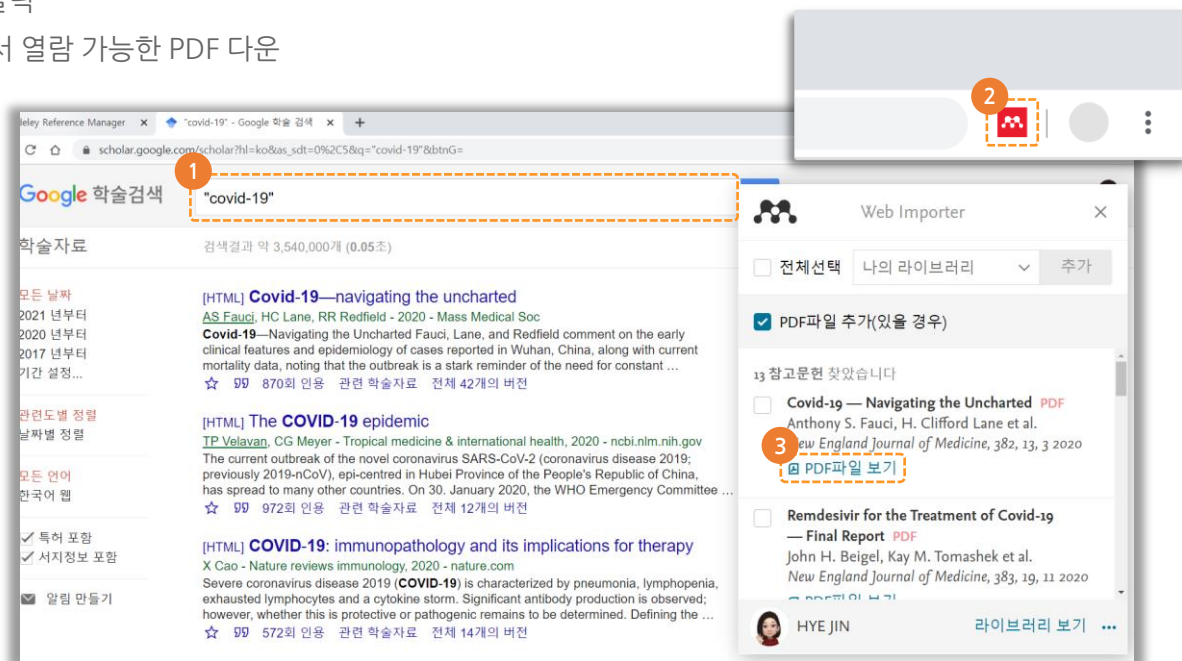 서 열람 가능한 PDF 다운
2
Reference Manager
"covid-19" - Google 학술 검색
scholar.google.com/scholar?hl=ko&as_sdt=0%2C5&q="covid-19"&btnG=
1
Google 학술검색
"covid-19"
학술자료
검색결과 약 3,540,000개 (0.05초)
모든 날짜
2021 년부터
2020 년부터
2017 년부터
기간 설정...
관련도별 정렬
날짜별 정렬
모든 언어
한국어 웹
특허 포함
서지정보 포함
알림 만들기
[HTML] Covid-19—navigating the uncharted
AS Fauci, HC Lane, RR Redfield - 2020 - Mass Medical Soc
Covid-19—Navigating the Uncharted Fauci, Lane, and Redfield comment on the early
clinical features and epidemiology of cases reported in Wuhan, China, along with current
mortality data, noting that the outbreak is a stark reminder of the need for constant ...
870회 인용 관련 학술자료 전체 42개의 버전
[HTML] The COVID-19 epidemic
TP Velavan, CG Meyer - Tropical medicine & international health, 2020 - ncbi.nlm.nih.gov
The current outbreak of the novel coronavirus SARS-CoV-2 (coronavirus disease 2019;
previously 2019-nCoV), epi-centred in Hubei Province of the People's Republic of China,
has spread to many other countries. On 30. January 2020, the WHO Emergency Committee ...
972회 인용 관련 학술자료 전체 12개의 버전
[HTML] COVID-19: immunopathology and its implications for therapy
X Cao - Nature reviews immunology, 2020 - nature.com
Severe coronavirus disease 2019 (COVID-19) is characterized by pneumonia, lymphopenia,
exhausted lymphocytes and a cytokine storm. Significant antibody production is observed;
however, whether this is protective or pathogenic remains to be determined. Defining the ...
572회 인용 관련 학술자료 전체 14개의 버전
Web Importer
전체선택 나의 라이브러리 추가
PDF파일 추가(있을 경우)
13 참고문헌 찾았습니다
Covid-19 — Navigating the Uncharted PDF
Anthony S. Fauci, H. Clifford Lane et al.
New England Journal of Medicine, 382, 13, 3 2020
3
PDF파일 보기
Remdesivir for the Treatment of Covid-19
— Final Report PDF
John H. Beigel, Kay M. Tomashek et al.
New England Journal of Medicine, 383, 19, 11 2020
HYE JIN
라이브러리 보기